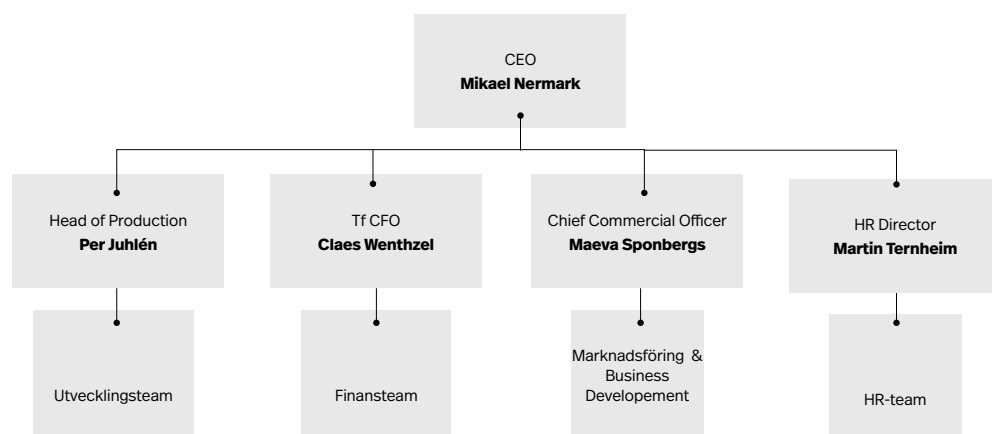 CEO
Mikael Nermark
Head of Production
Per Juhlén
Tf CFO
Claes Wenthzel
Chief Commercial Officer
Maeva Sponbergs
HR Director
Martin Ternheim
Utvecklingsteam
Finansteam
Marknadsföring &
Business
Developement
HR-team